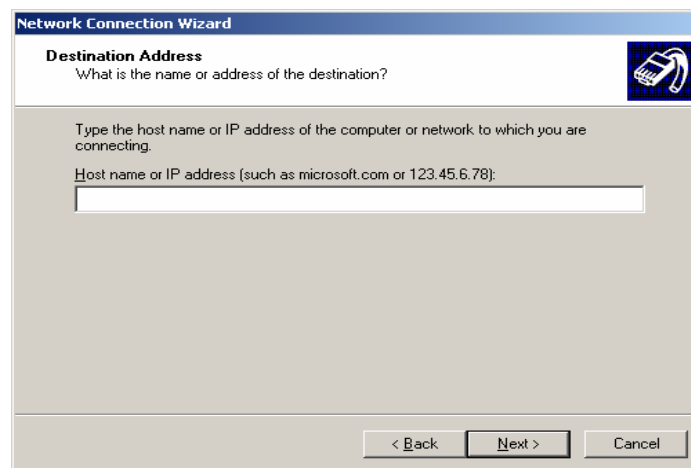 Network Connection Wizard
Destination Address
What is the name or address of the destination?
Type the host name or IP address of the computer or network to which you are
connecting.
Host name or IP address (such as microsoft.com or 123.45.6.78):
< Back Next > Cancel